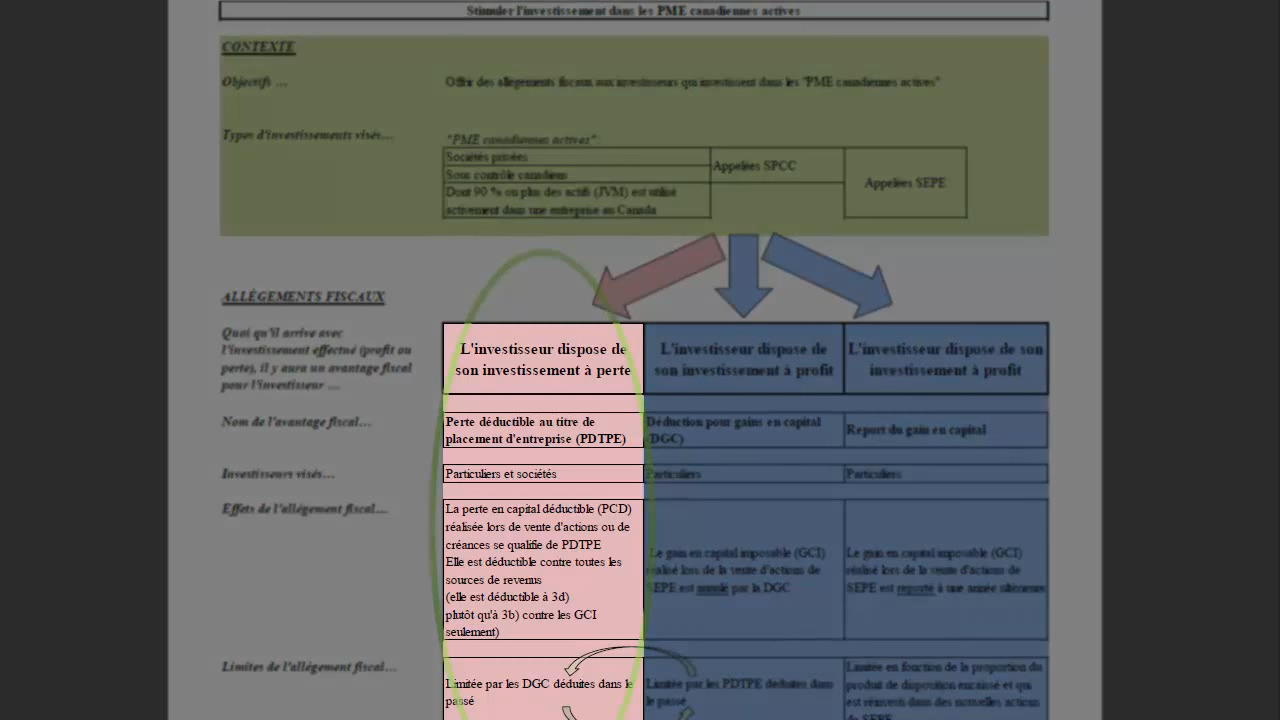 Stimuler l'investissement dans les PME canadiennes actives
CONTEXTE
Objectifs ...
Offrir des allègements fiscaux aux investisseurs qui investissent dans les "PME canadiennes actives"
Types d'investissements visés...
"PME canadiennes actives":
Sociétés privées
Sous contrôle canadiens
Dont 90 % ou plus des actifs (JVM) est utilisé
activement dans une entreprise au Canada
Appelées SPCC
Appelées SEPE
ALLÈGEMENTS FISCAUX
Quoi qu'il arrive avec
l'investissement effectué (profit ou
perte), il y aura un avantage fiscal
pour l'investisseur ...
L'investisseur dispose de
son investissement à perte
L'investisseur dispose de
son investissement à profit
L'investisseur dispose de son
investissement à profit
Nom de l'avantage fiscal...
Perte déductible au titre de
placement d'entreprise (PDTPE)
Déduction pour gains en capital
(DGC)
Report du gain en capital
Investisseurs visés...
Particuliers et sociétés
Particuliers
Particuliers
Effets de l'allégement fiscal...
La perte en capital déductible (PCD)
réalisée lors de vente d'actions ou de
créances se qualifie de PDTPE
Elle est déductible contre toutes les
sources de revenus
(elle est déductible à 3d)
plutôt qu'à 3b) contre les GCI
seulement)
Le gain en capital imposable (GCI)
réalisé lors de la vente d'actions de
SEPE est annulé par la DGC
Le gain en capital imposable (GCI)
réalisé lors de la vente d'actions de
SEPE est reporté à une année ultérieure
Limites de l'allégement fiscal...
Limitée par les DGC déduites dans le
passé
Limitée par les PDTPE déduites dans
le passé
Limitée en fonction de la proportion du
produit de disposition encaissé et qui
est réinvesti dans des nouvelles actions
de SEPE